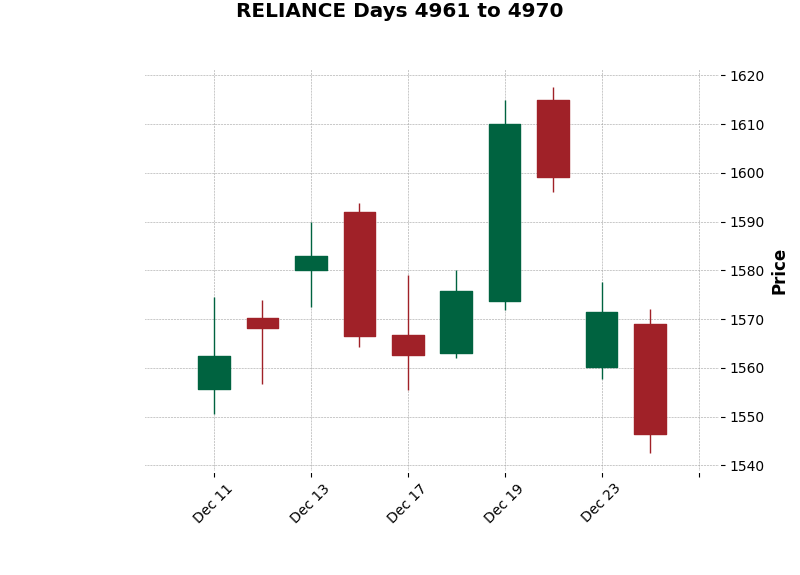 RELIANCE Days 4961 to 4970
1620
1610
1600
1590
1580
1570
1560
1550
1540
Price
Dec 11
Dec 13
Dec 17
Dec 19
Dec 23